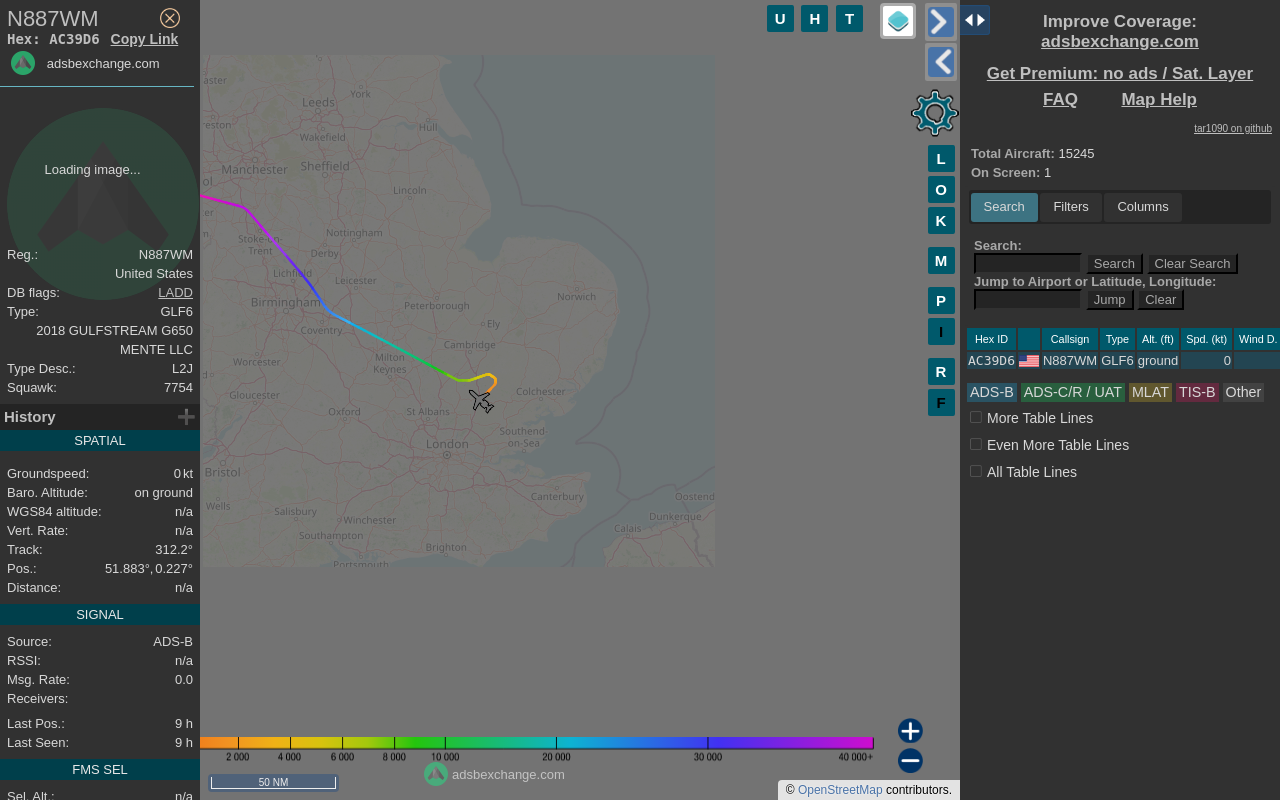 N887WM
Hex: AC39D6 Copy Link
adsbexchange.com
Loading image...
Reg.: N887WM
United States
DB flags: LADD
Type: GLF6
2018 GULFSTREAM G650
MENTE LLC
Type Desc.: L2J
Squawk: 7754
History
SPATIAL
Groundspeed: 0 kt
Baro. Altitude: on ground
WGS84 altitude: n/a
Vert. Rate: n/a
Track: 312.2°
Pos.: 51.883°, 0.227°
Distance: n/a
SIGNAL
Source: ADS-B
RSSI: n/a
Msg. Rate: 0.0
Receivers:
Last Pos.: 9 h
Last Seen: 9 h
FMS SEL
Sel. Alt.: n/a
U H T
L
O
K
M
P
I
R
F
aster
York
Leeds
reston
Hull
Wakefield
Manchester
Sheffield
ol
Lincoln
er
Stoke-on-
Trent
Nottingham
m
Derby
Lichfield
Leicester
Norwich
Birmingham
Peterborough
Coventry
Ely
Cambridge
Worcester
Milton
Keynes
d
Gloucester
Colchester
Oxford
St Albans
London
Southend
on-Sea
Bristol
Canterbury
Oostend
Wells
Salisbury
Winchester
Dunkerque
Calais
Southampton
Brighton
Portsmouth
2 000 4 000 6 000 8 000 10 000 20 000 30 000 40 000+
adsbexchange.com
50 NM
© OpenStreetMap contributors.
Improve Coverage:
adsbexchange.com
Get Premium: no ads / Sat. Layer
FAQ Map Help
tar1090 on github
Total Aircraft: 15245
On Screen: 1
Search Filters Columns
Search:
Search Clear Search
Jump to Airport or Latitude, Longitude:
Jump Clear
Hex ID Callsign Type Alt. (ft) Spd. (kt) Wind D.
AC39D6 N887WM GLF6 ground 0
ADS-B ADS-C/R / UAT MLAT TIS-B Other
More Table Lines
Even More Table Lines
All Table Lines